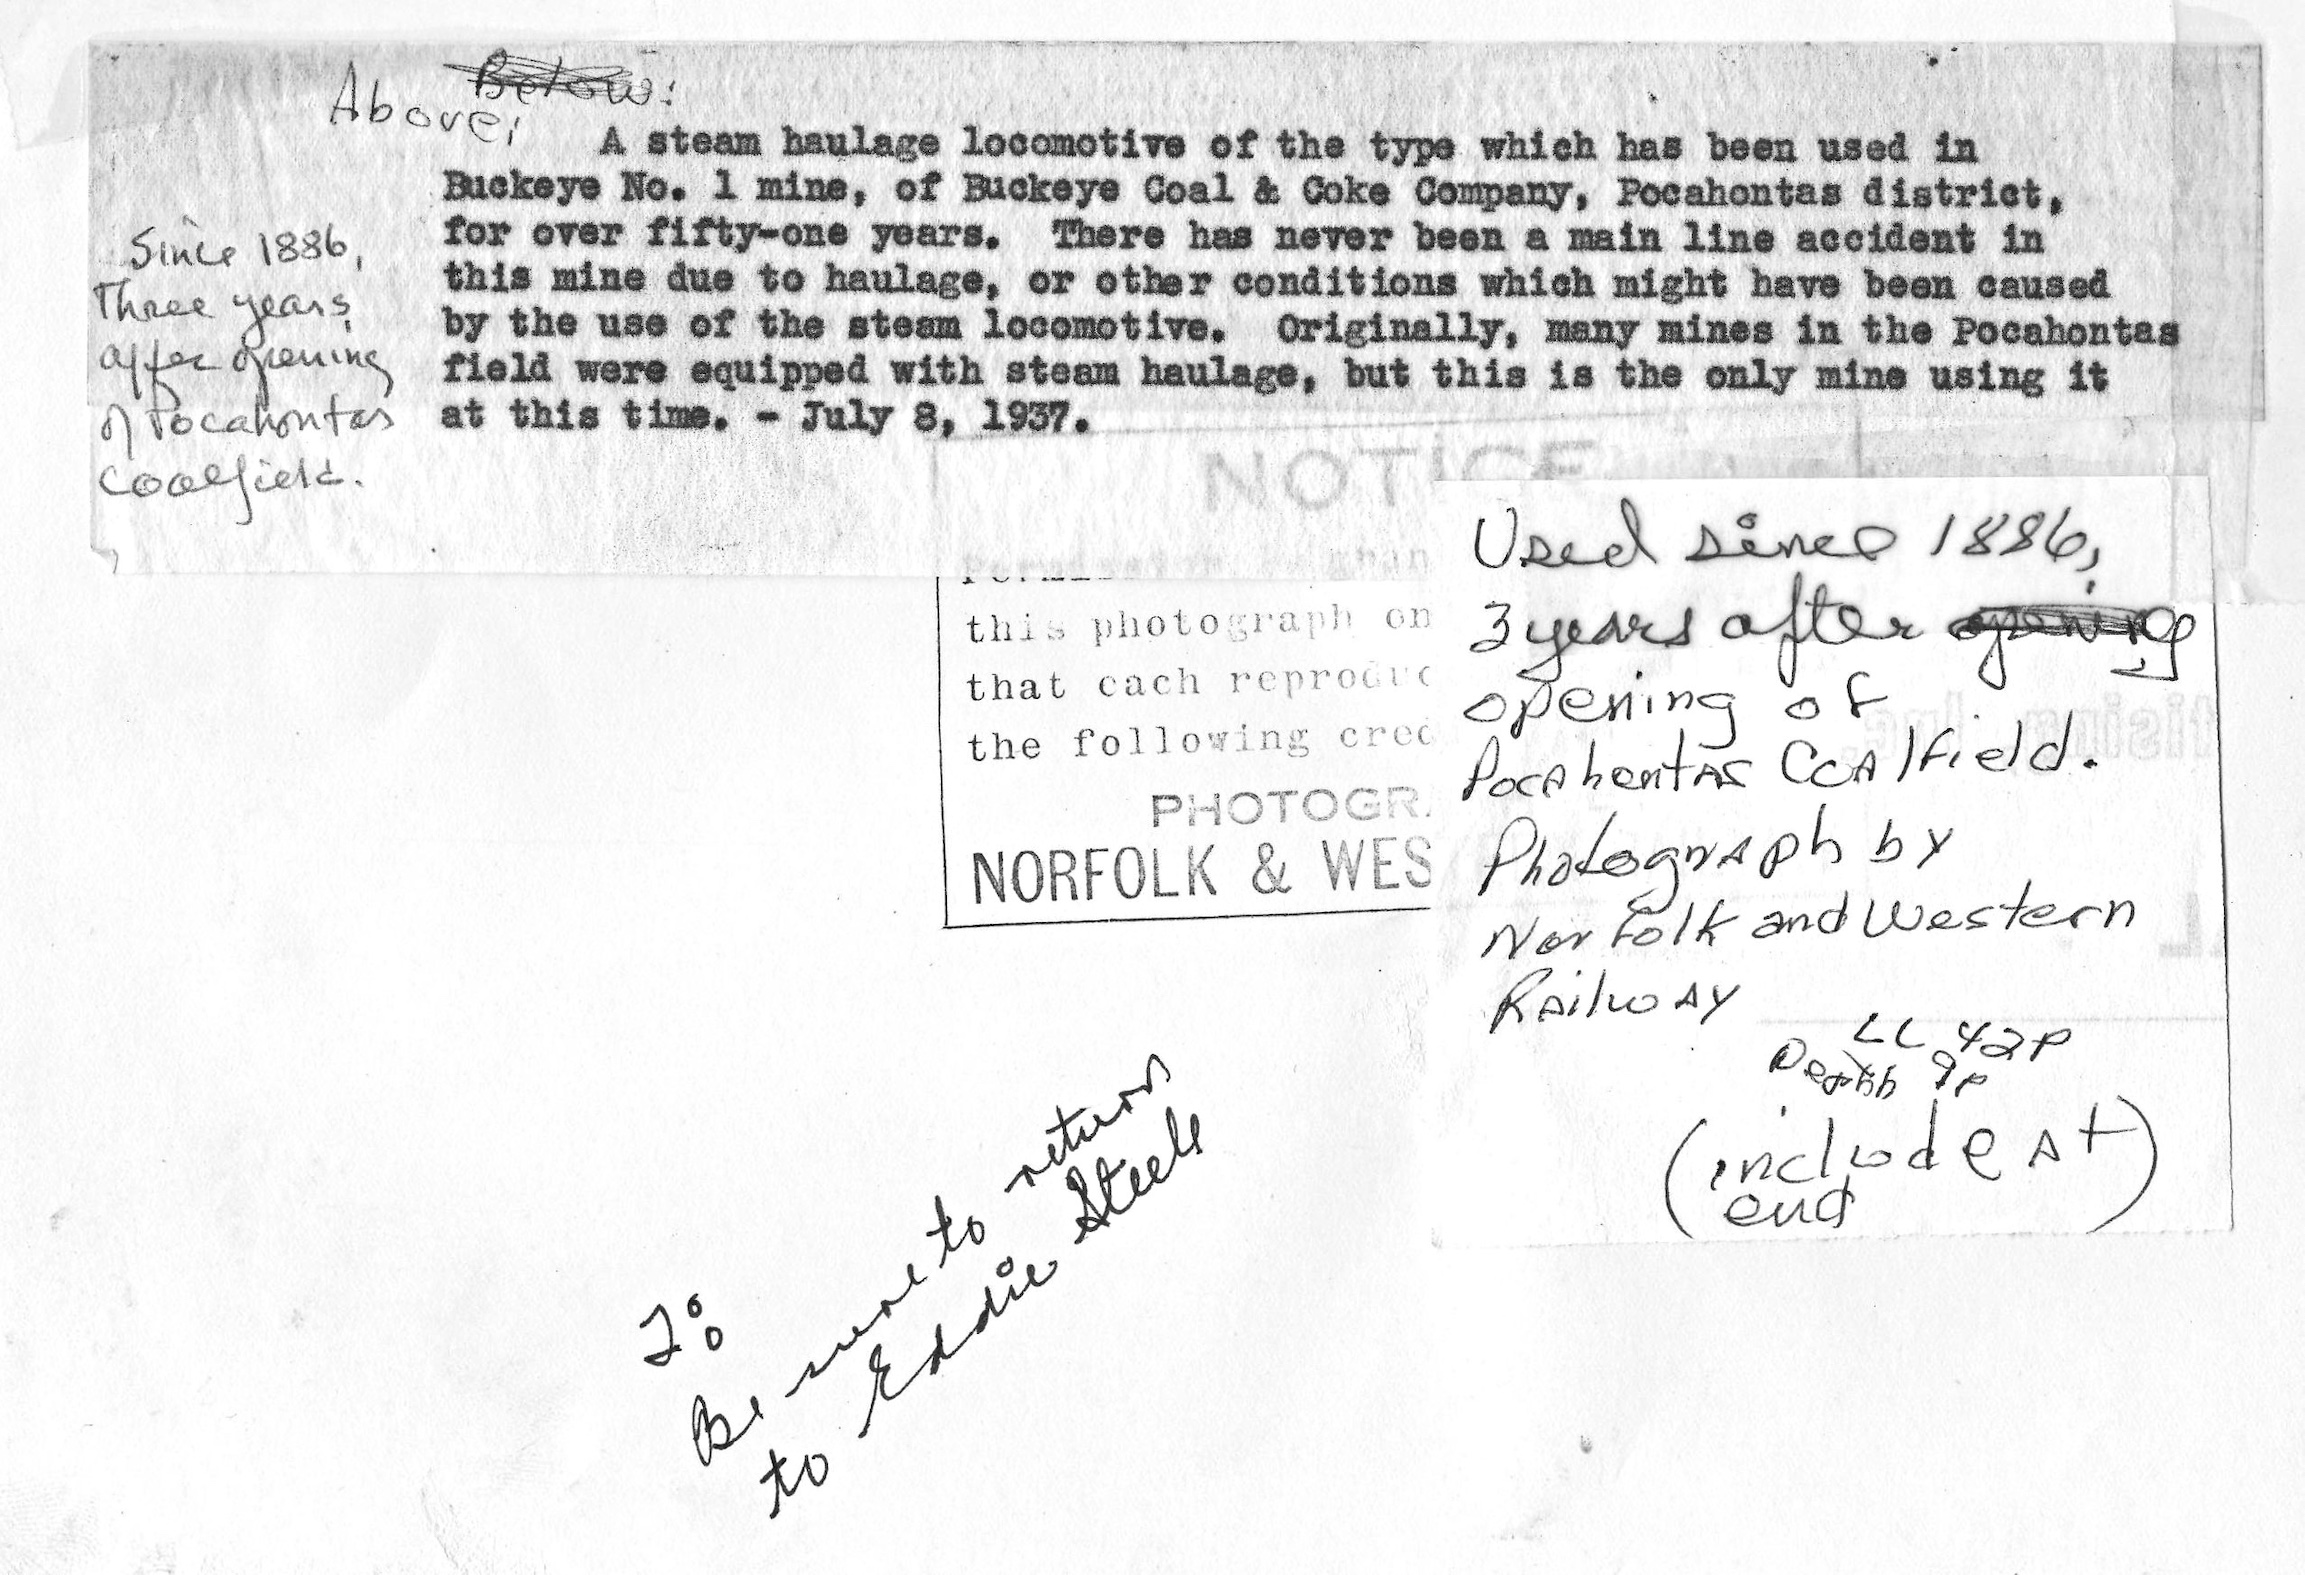 Below:
Above:
A steam haulage locomotive of the type which has been used in
Buckeye No. 1 mine, of Buckeye Coal & Coke Company, Pocahontas district,
for over fifty-one years. There has never been a main line accident in
this mine due to haulage, or other conditions which might have been caused
by the use of the steam locomotive. Originally, many mines in the Pocahontas
field were equipped with steam haulage, but this is the only mine using it
at this time. - July 8, 1937.
Since 1886,
Three years
after opening
of Pocahontas
coalfield.
NOTICE
this photograph on
that each reproduc
the following cred
PHOTOGRA
NORFOLK & WES
Used since 1886,
3 years after opening
opening of
Pocahontas Coalfield.
Photograph by
Norfolk and Western
Railway
LL 42P
9P
(include at
end)
To:
Be sure to return
to Eddie Steele